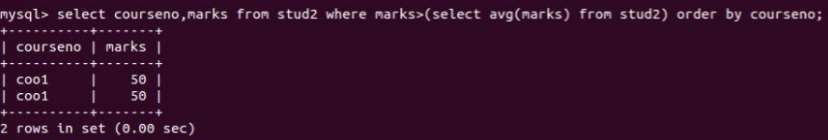 mysql> select courseno,marks from stud2 where marks>(select avg(marks) from stud2) order by courseno;
+----------+-------+
| courseno | marks |
+----------+-------+
| coo1     |    50 |
| coo1     |    50 |
+----------+-------+
2 rows in set (0.00 sec)